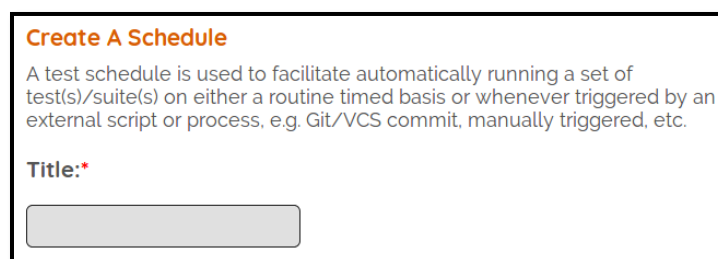 Create A Schedule
A test schedule is used to facilitate automatically running a set of
test(s)/suite(s) on either a routine timed basis or whenever triggered by an
external script or process, e.g. Git/VCS commit, manually triggered, etc.
Title:*